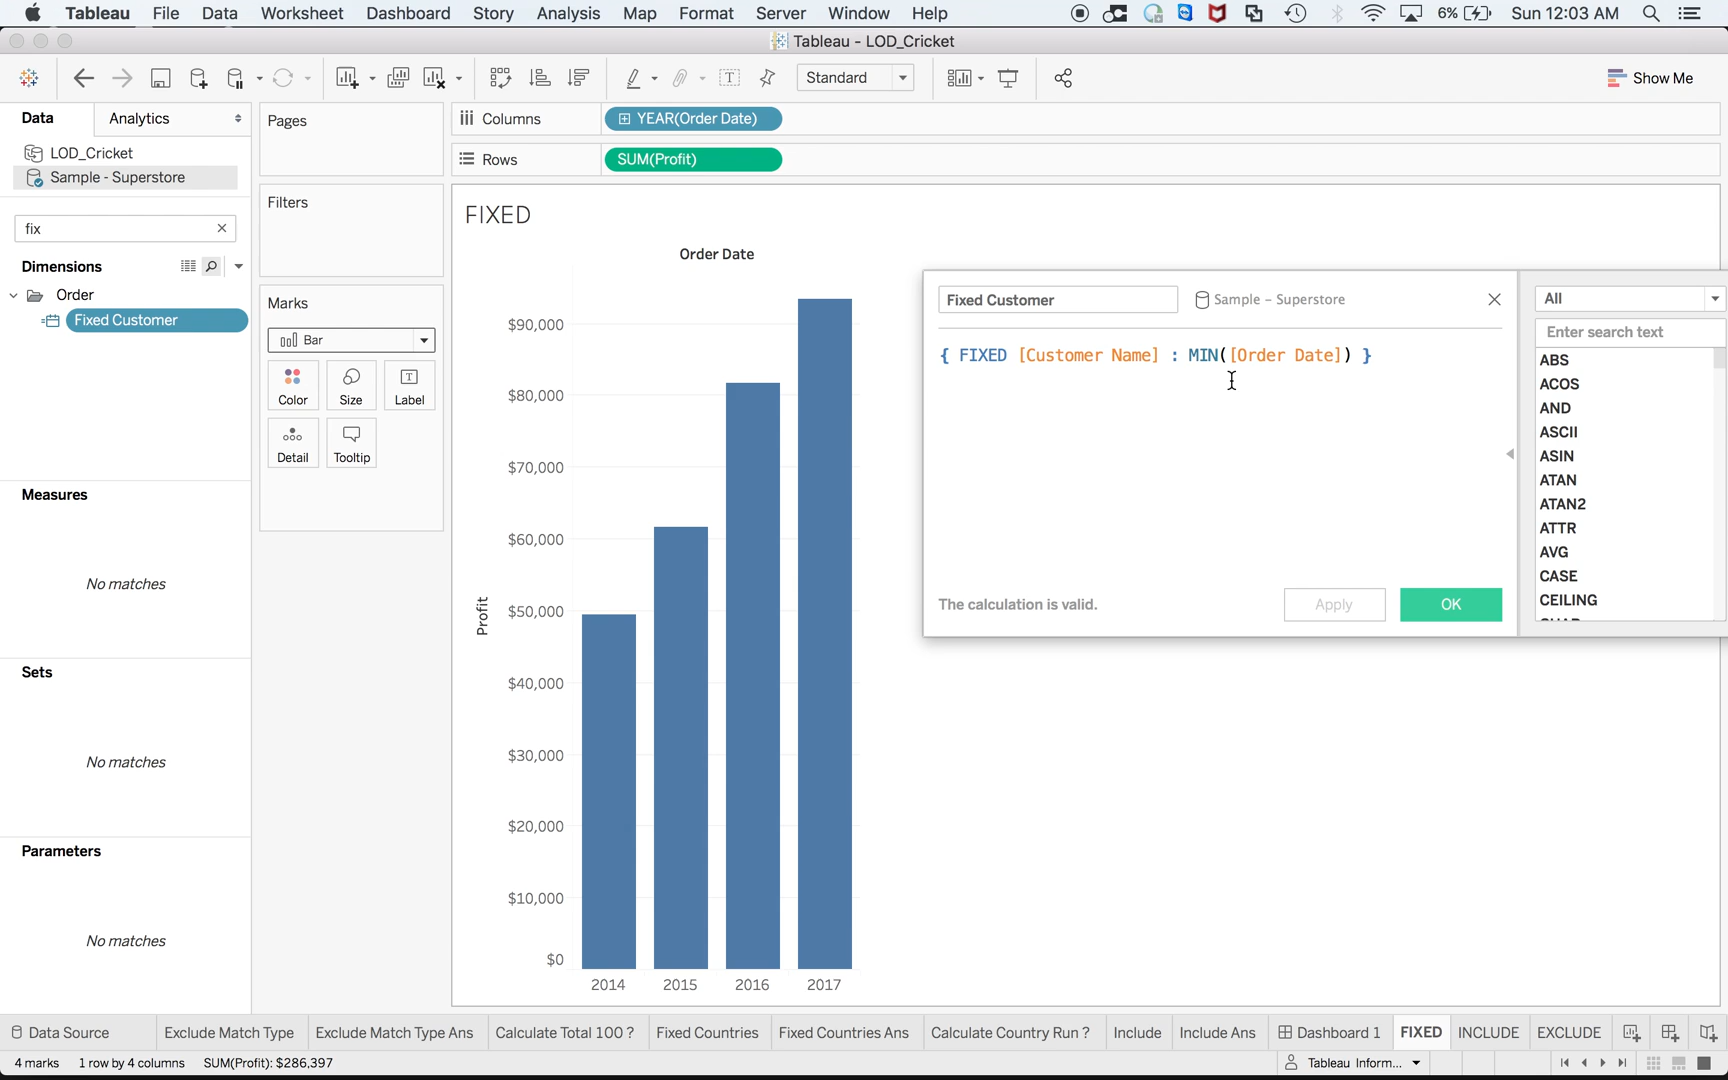 Tableau File Data Worksheet Dashboard Story Analysis Map Format Server Window Help 6% Sun 12:03 AM
Tableau - LOD_Cricket
Standard Show Me
Data Analytics
LOD_Cricket
Sample - Superstore
fix
Dimensions
Order
Fixed Customer
Measures
No matches
Sets
No matches
Parameters
No matches
Pages
Filters
Marks
Bar
Color Size Label
Detail Tooltip
Columns YEAR(Order Date)
Rows SUM(Profit)
FIXED
Order Date
$90,000
$80,000
$70,000
$60,000
$50,000
$40,000
$30,000
$20,000
$10,000
$0
Profit
2014 2015 2016 2017
Fixed Customer Sample – Superstore
{ FIXED [Customer Name] : MIN([Order Date]) }
The calculation is valid. Apply OK
All
Enter search text
ABS
ACOS
AND
ASCII
ASIN
ATAN
ATAN2
ATTR
AVG
CASE
CEILING
Data Source Exclude Match Type Exclude Match Type Ans Calculate Total 100 ? Fixed Countries Fixed Countries Ans Calculate Country Run ? Include Include Ans Dashboard 1 FIXED INCLUDE EXCLUDE
4 marks 1 row by 4 columns SUM(Profit): $286,397 Tableau Inform...